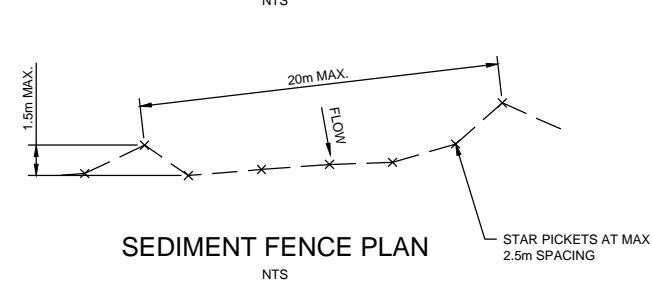 NTS
20m MAX.
1.5m MAX.
FLOW
STAR PICKETS AT MAX
2.5m SPACING
SEDIMENT FENCE PLAN
NTS